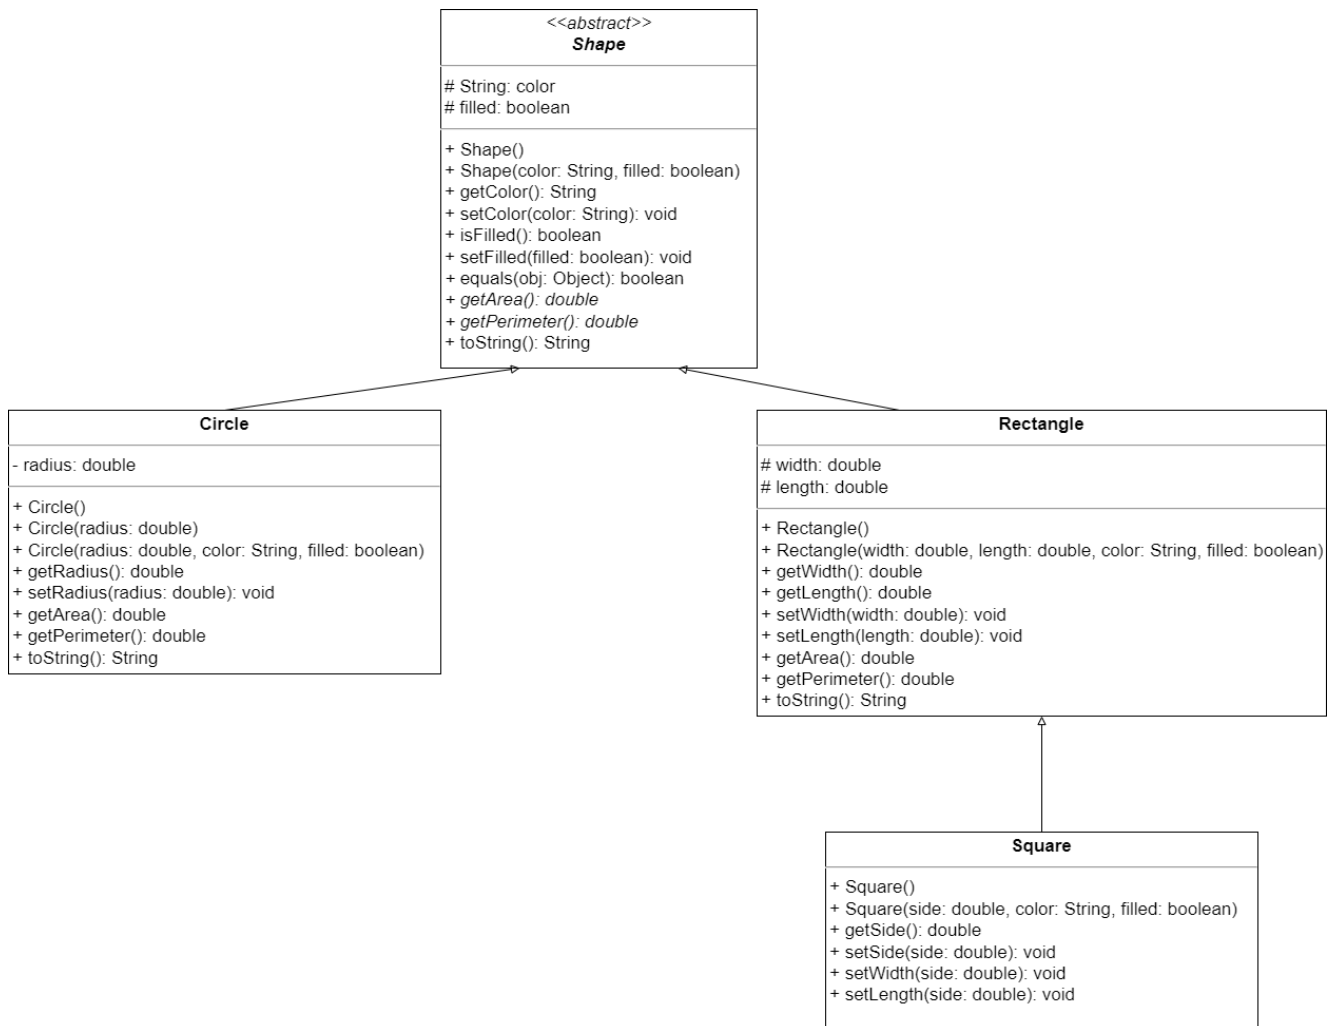 <<abstract>>
Shape
# String: color
# filled: boolean
+ Shape()
+ Shape(color: String, filled: boolean)
+ getColor(): String
+ setColor(color: String): void
+ isFilled(): boolean
+ setFilled(filled: boolean): void
+ equals(obj: Object): boolean
+ getArea(): double
+ getPerimeter(): double
+ toString(): String
Circle
- radius: double
+ Circle()
+ Circle(radius: double)
+ Circle(radius: double, color: String, filled: boolean)
+ getRadius(): double
+ setRadius(radius: double): void
+ getArea(): double
+ getPerimeter(): double
+ toString(): String
Rectangle
# width: double
# length: double
+ Rectangle()
+ Rectangle(width: double, length: double, color: String, filled: boolean)
+ getWidth(): double
+ getLength(): double
+ setWidth(width: double): void
+ setLength(length: double): void
+ getArea(): double
+ getPerimeter(): double
+ toString(): String
Square
+ Square()
+ Square(side: double, color: String, filled: boolean)
+ getSide(): double
+ setSide(side: double): void
+ setWidth(side: double): void
+ setLength(side: double): void